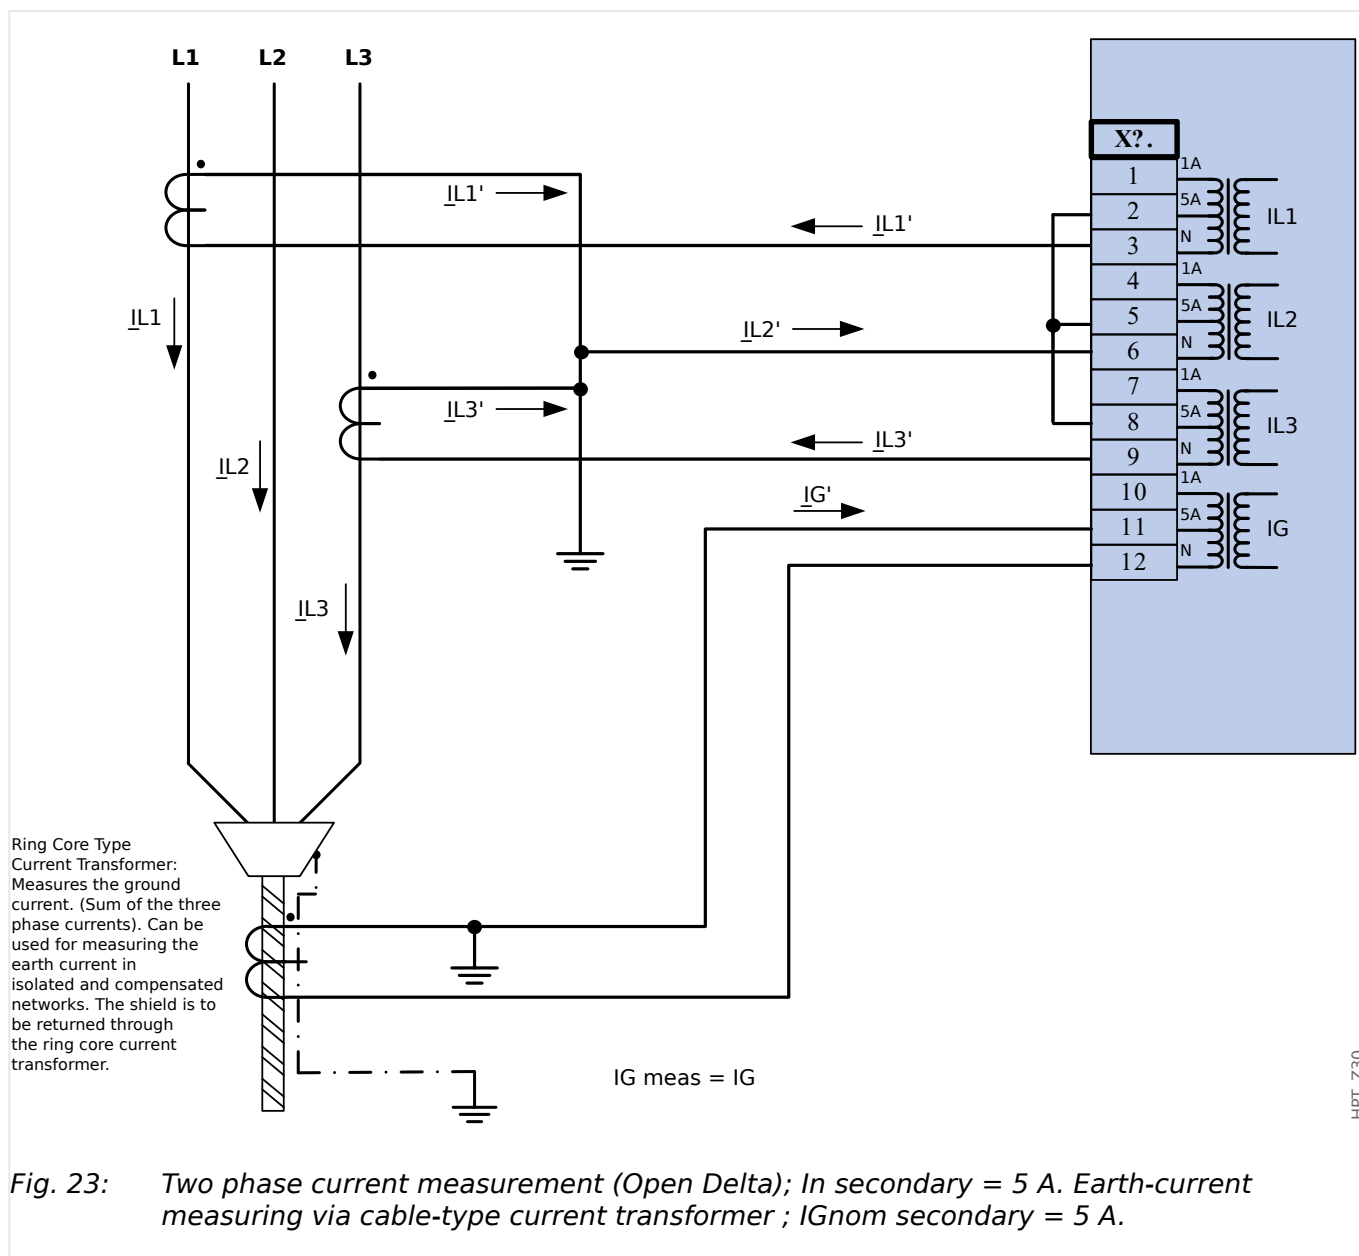 L1 L2 L3
X?.
1
2
3
4
5
6
7
8
9
10
11
12
1A
5A
N
IL1
1A
5A
N
IL2
1A
5A
N
IL3
1A
5A
N
IG
IL1'
IL1'
IL1
IL2'
IL3'
IL3'
IL2
IG'
IL3
Ring Core Type
Current Transformer:
Measures the ground
current. (Sum of the three
phase currents). Can be
used for measuring the
earth current in
isolated and compensated
networks. The shield is to
be returned through
the ring core current
transformer.
IG meas = IG
HPT_Z30
Fig. 23: Two phase current measurement (Open Delta); In secondary = 5 A. Earth-current
measuring via cable-type current transformer ; IGnom secondary = 5 A.